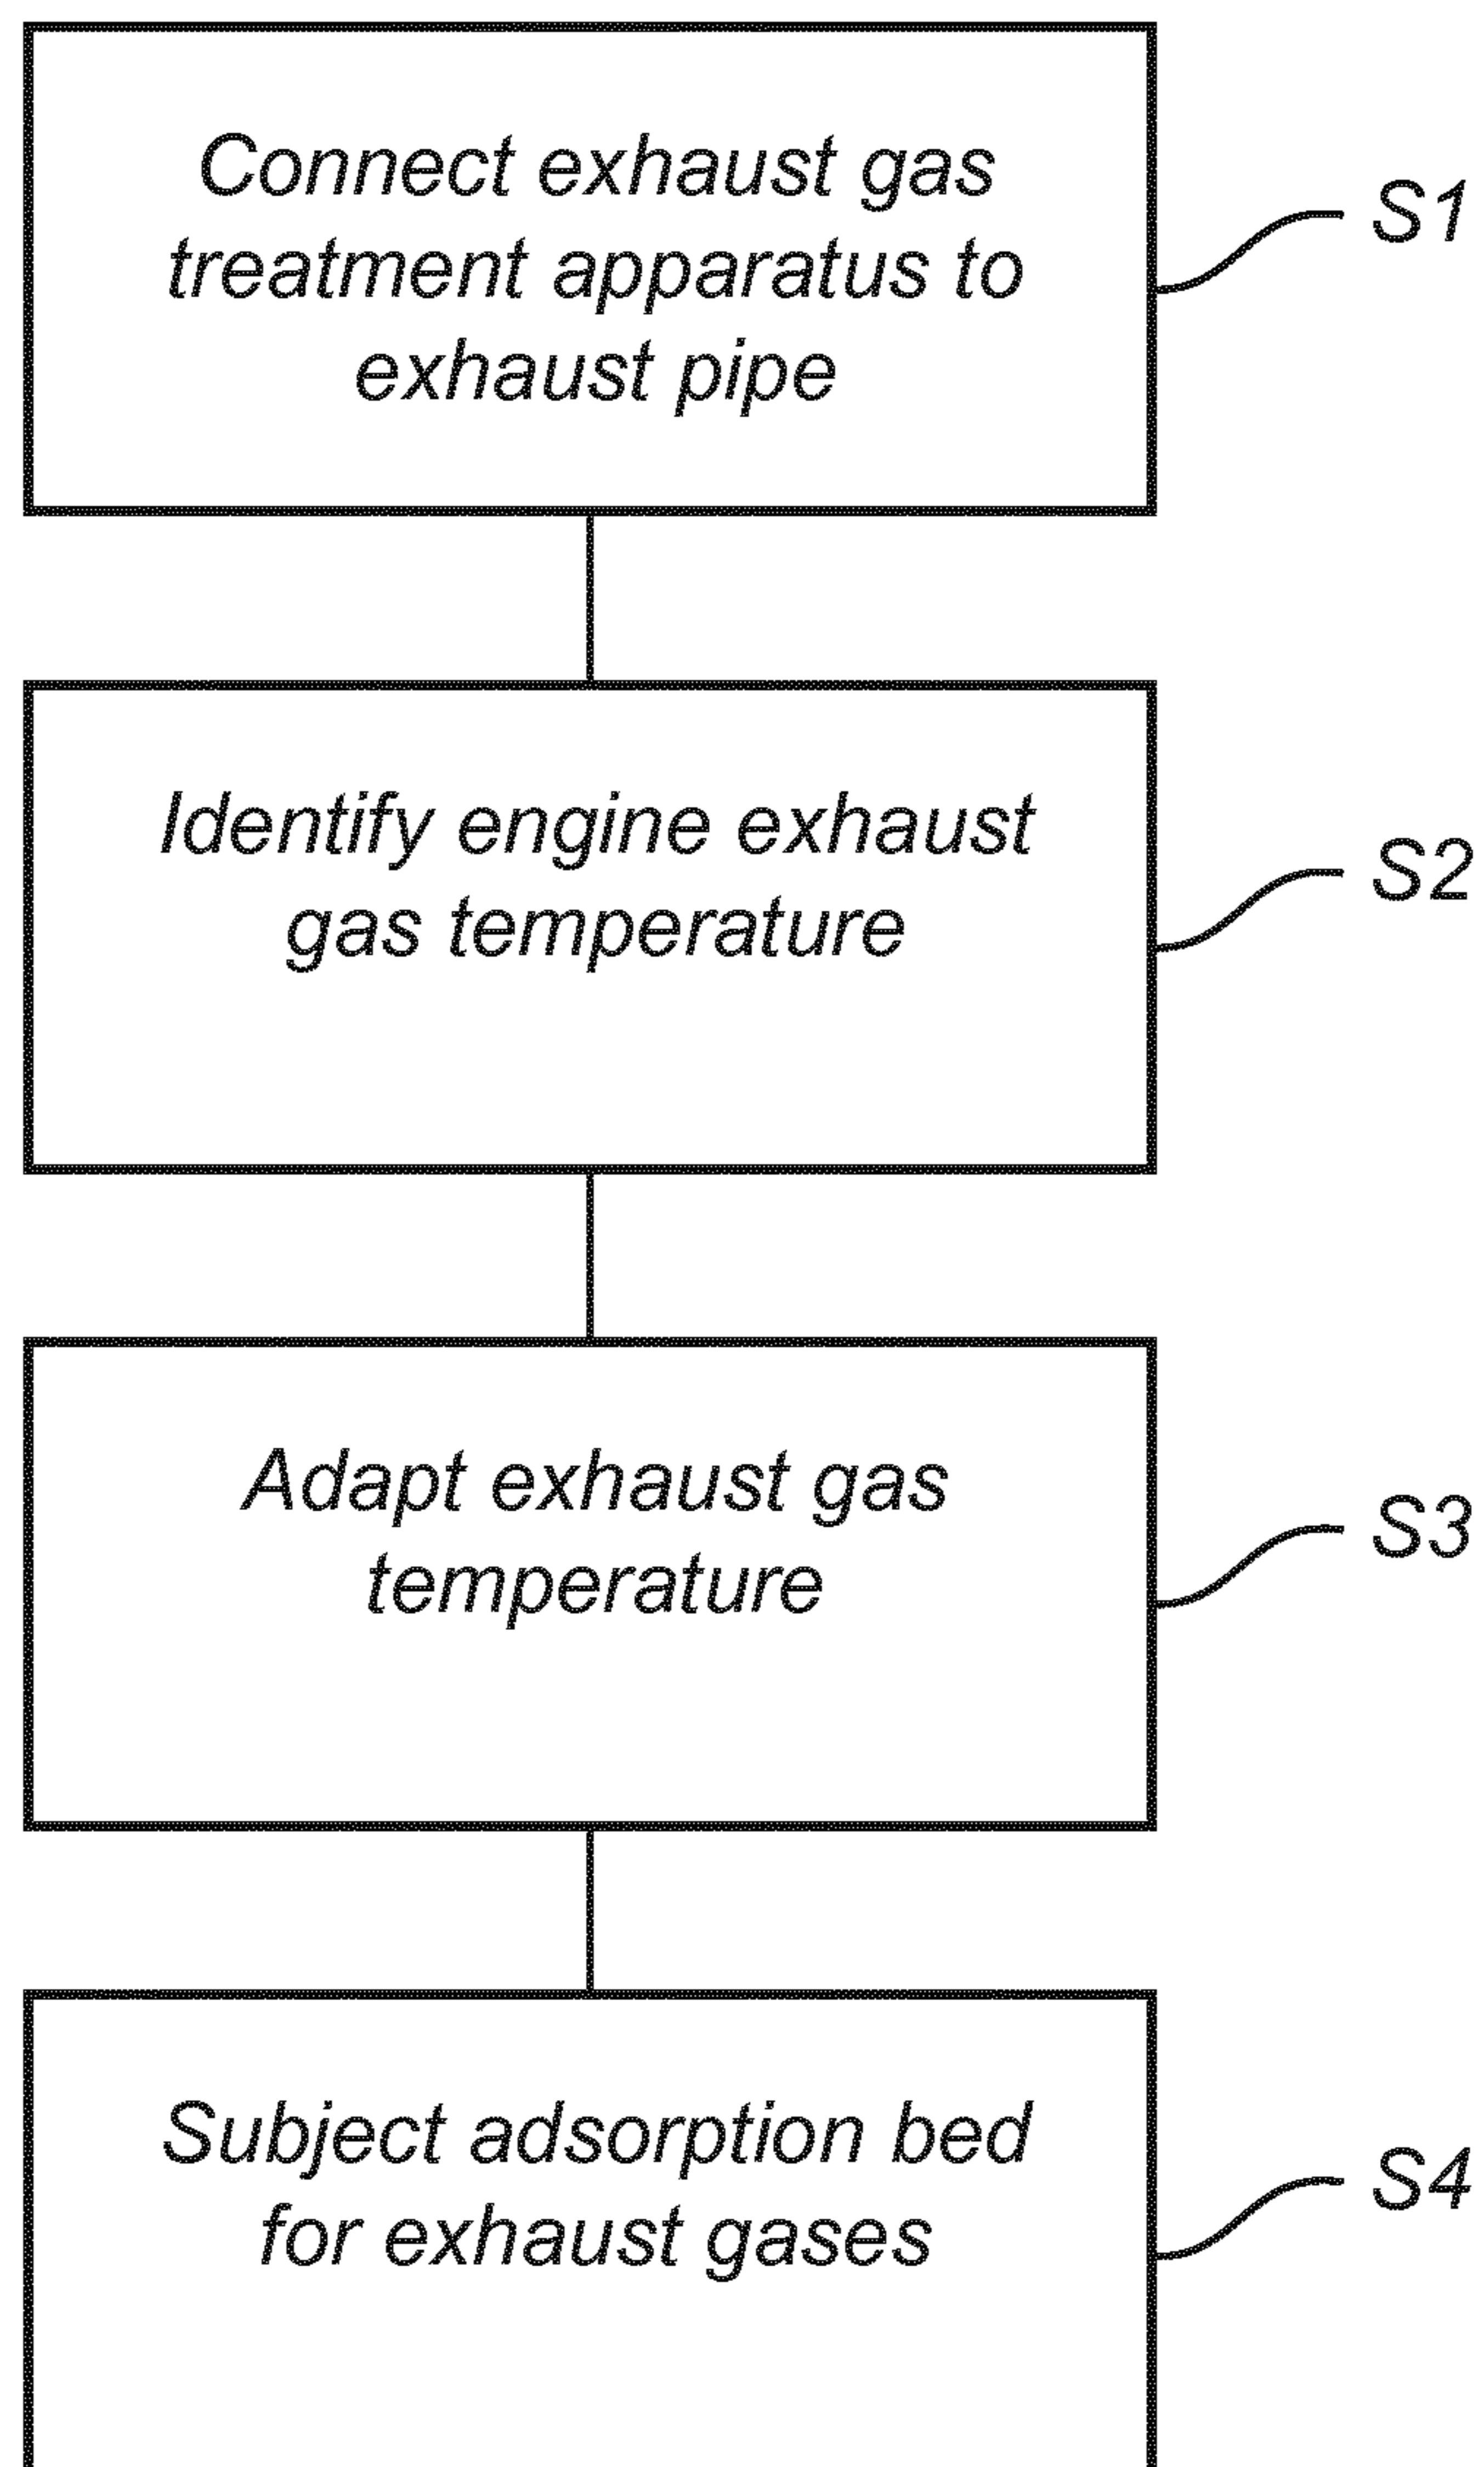 Connect exhaust gas
treatment apparatus to
exhaust pipe
S1
Identify engine exhaust
gas temperature
S2
Adapt exhaust gas
temperature
S3
Subject adsorption bed
for exhaust gases
S4